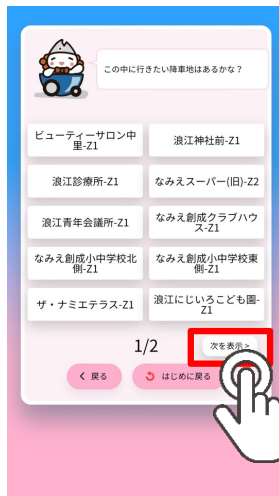 この中に行きたい降車地はあるかな？
ビューティーサロン中
里-Z1
浪江神社前-Z1
浪江診療所-Z1
なみえスーパー(旧)-Z2
浪江青年会議所-Z1
なみえ創成クラブハウ
ス-Z1
なみえ創成小中学校北
側-Z1
なみえ創成小中学校東
側-Z1
ザ・ナミエテラス-Z1
浪江にじいろこども園-
Z1
1/2
次を表示 >
く 戻る
はじめに戻る